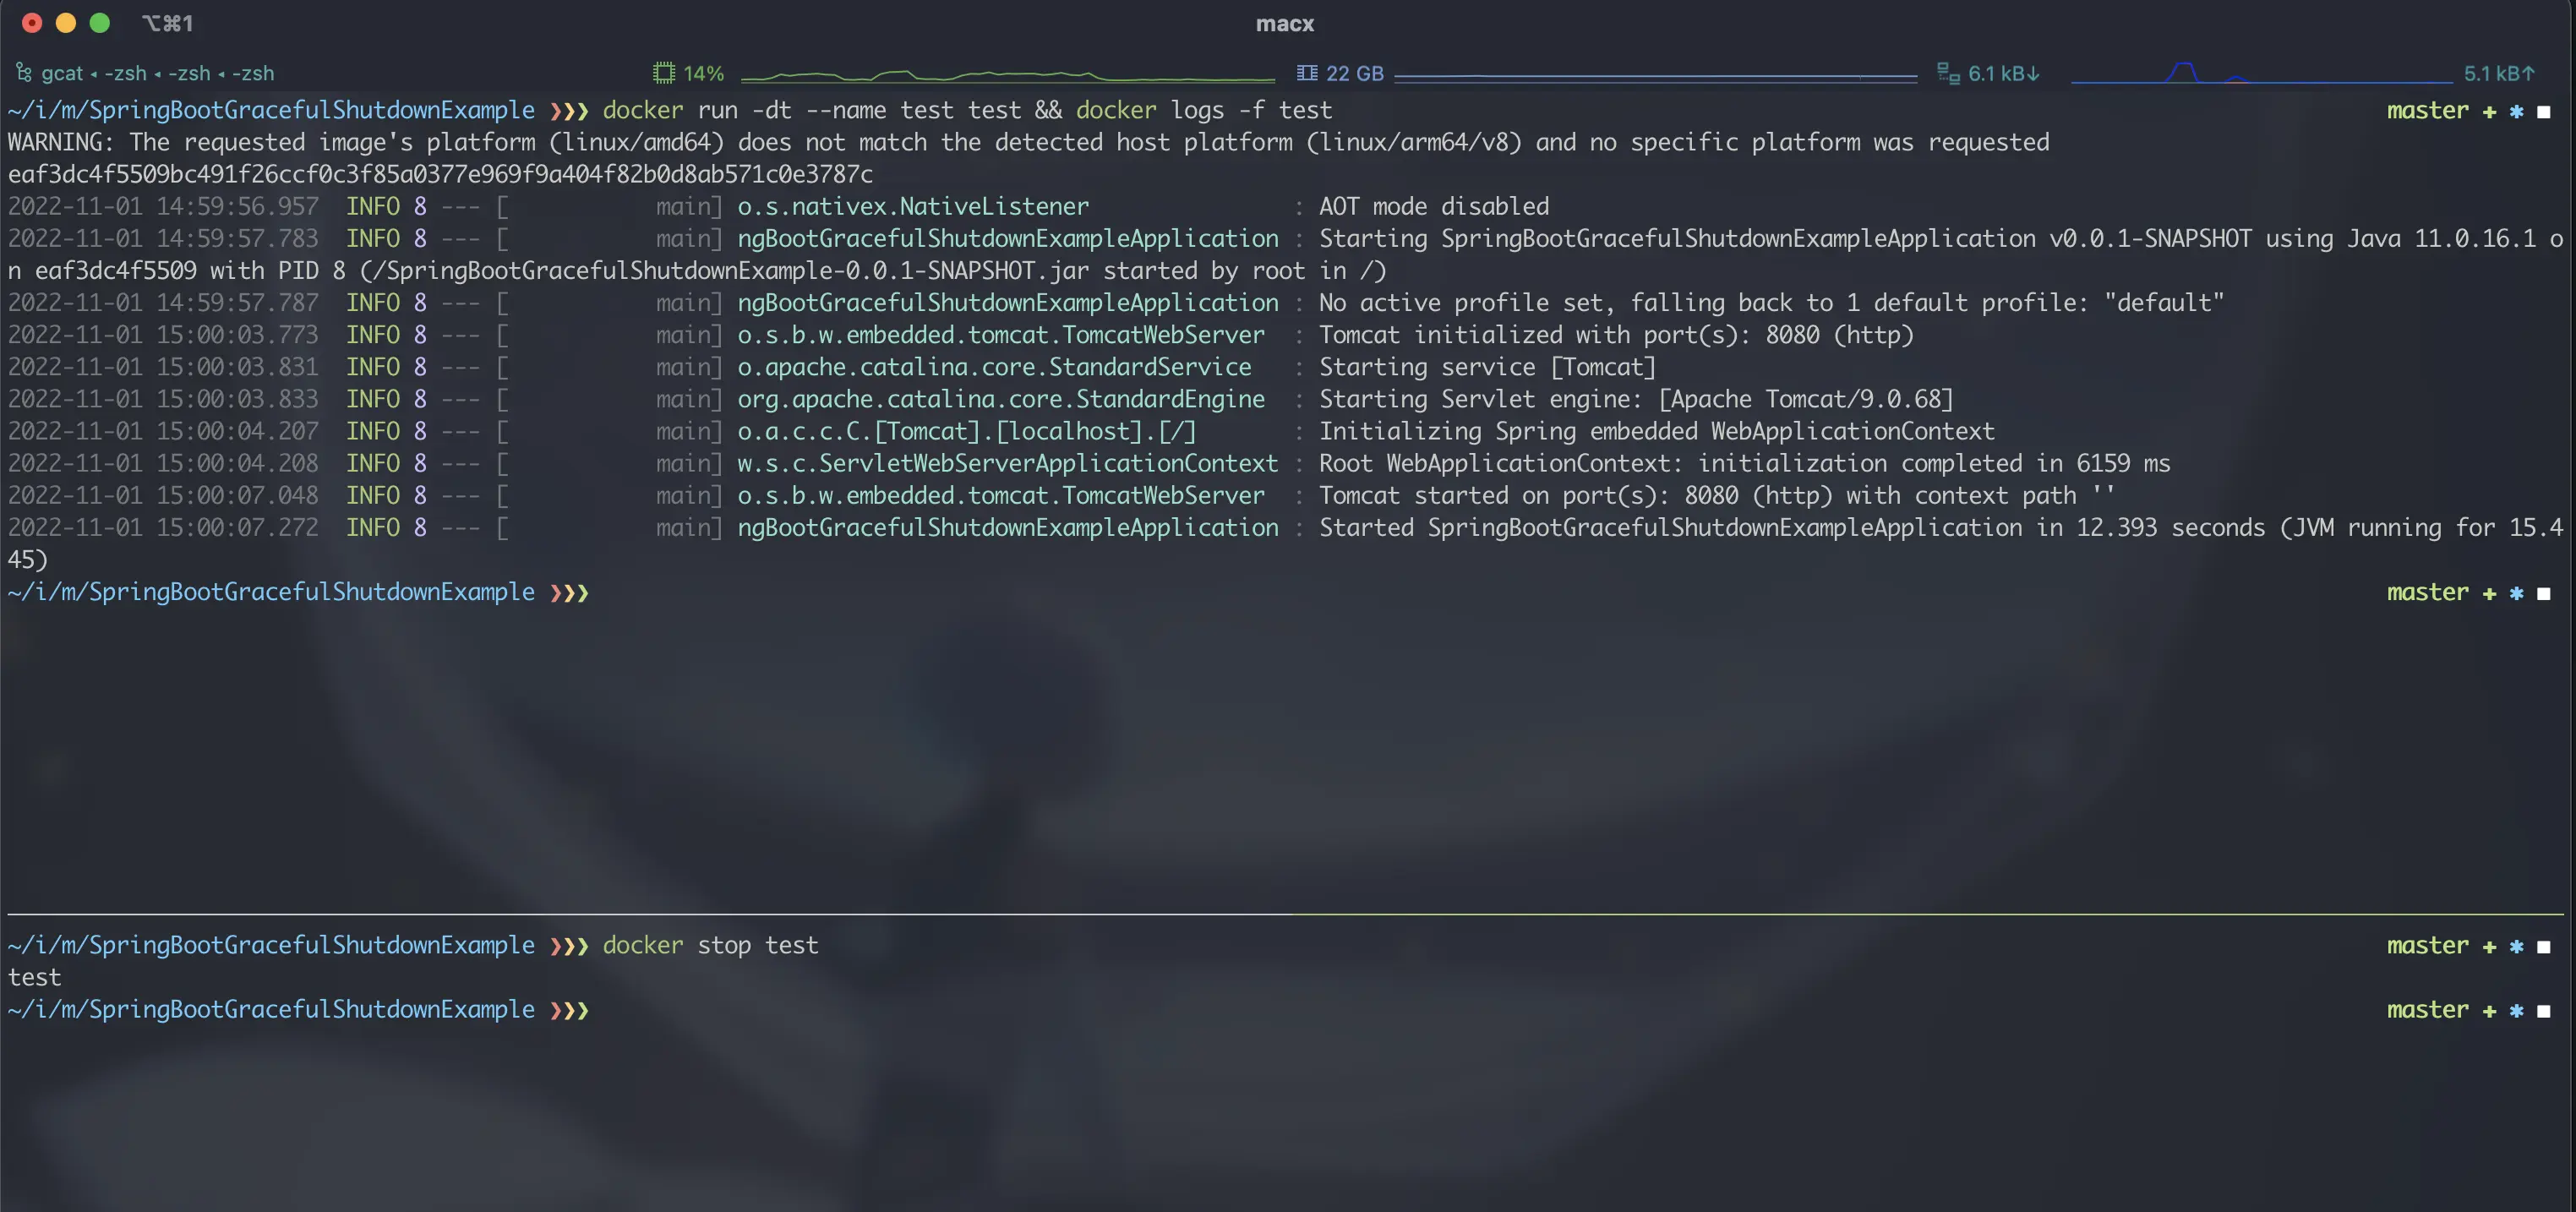 ⌥⌘1
macx
gcat ◂ -zsh ◂ -zsh ◂ -zsh 14% 22 GB 6.1 kB↓ 5.1 kB↑
~/i/m/SpringBootGracefulShutdownExample ❯❯❯ docker run -dt --name test test && docker logs -f test master ✚ ✱ ◼
WARNING: The requested image's platform (linux/amd64) does not match the detected host platform (linux/arm64/v8) and no specific platform was requested
eaf3dc4f5509bc491f26ccf0c3f85a0377e969f9a404f82b0d8ab571c0e3787c
2022-11-01 14:59:56.957  INFO 8 --- [           main] o.s.nativex.NativeListener               : AOT mode disabled
2022-11-01 14:59:57.783  INFO 8 --- [           main] ngBootGracefulShutdownExampleApplication : Starting SpringBootGracefulShutdownExampleApplication v0.0.1-SNAPSHOT using Java 11.0.16.1 o
n eaf3dc4f5509 with PID 8 (/SpringBootGracefulShutdownExample-0.0.1-SNAPSHOT.jar started by root in /)
2022-11-01 14:59:57.787  INFO 8 --- [           main] ngBootGracefulShutdownExampleApplication : No active profile set, falling back to 1 default profile: "default"
2022-11-01 15:00:03.773  INFO 8 --- [           main] o.s.b.w.embedded.tomcat.TomcatWebServer  : Tomcat initialized with port(s): 8080 (http)
2022-11-01 15:00:03.831  INFO 8 --- [           main] o.apache.catalina.core.StandardService   : Starting service [Tomcat]
2022-11-01 15:00:03.833  INFO 8 --- [           main] org.apache.catalina.core.StandardEngine  : Starting Servlet engine: [Apache Tomcat/9.0.68]
2022-11-01 15:00:04.207  INFO 8 --- [           main] o.a.c.c.C.[Tomcat].[localhost].[/]       : Initializing Spring embedded WebApplicationContext
2022-11-01 15:00:04.208  INFO 8 --- [           main] w.s.c.ServletWebServerApplicationContext : Root WebApplicationContext: initialization completed in 6159 ms
2022-11-01 15:00:07.048  INFO 8 --- [           main] o.s.b.w.embedded.tomcat.TomcatWebServer  : Tomcat started on port(s): 8080 (http) with context path ''
2022-11-01 15:00:07.272  INFO 8 --- [           main] ngBootGracefulShutdownExampleApplication : Started SpringBootGracefulShutdownExampleApplication in 12.393 seconds (JVM running for 15.4
45)
~/i/m/SpringBootGracefulShutdownExample ❯❯❯ master ✚ ✱ ◼
~/i/m/SpringBootGracefulShutdownExample ❯❯❯ docker stop test master ✚ ✱ ◼
test
~/i/m/SpringBootGracefulShutdownExample ❯❯❯ master ✚ ✱ ◼